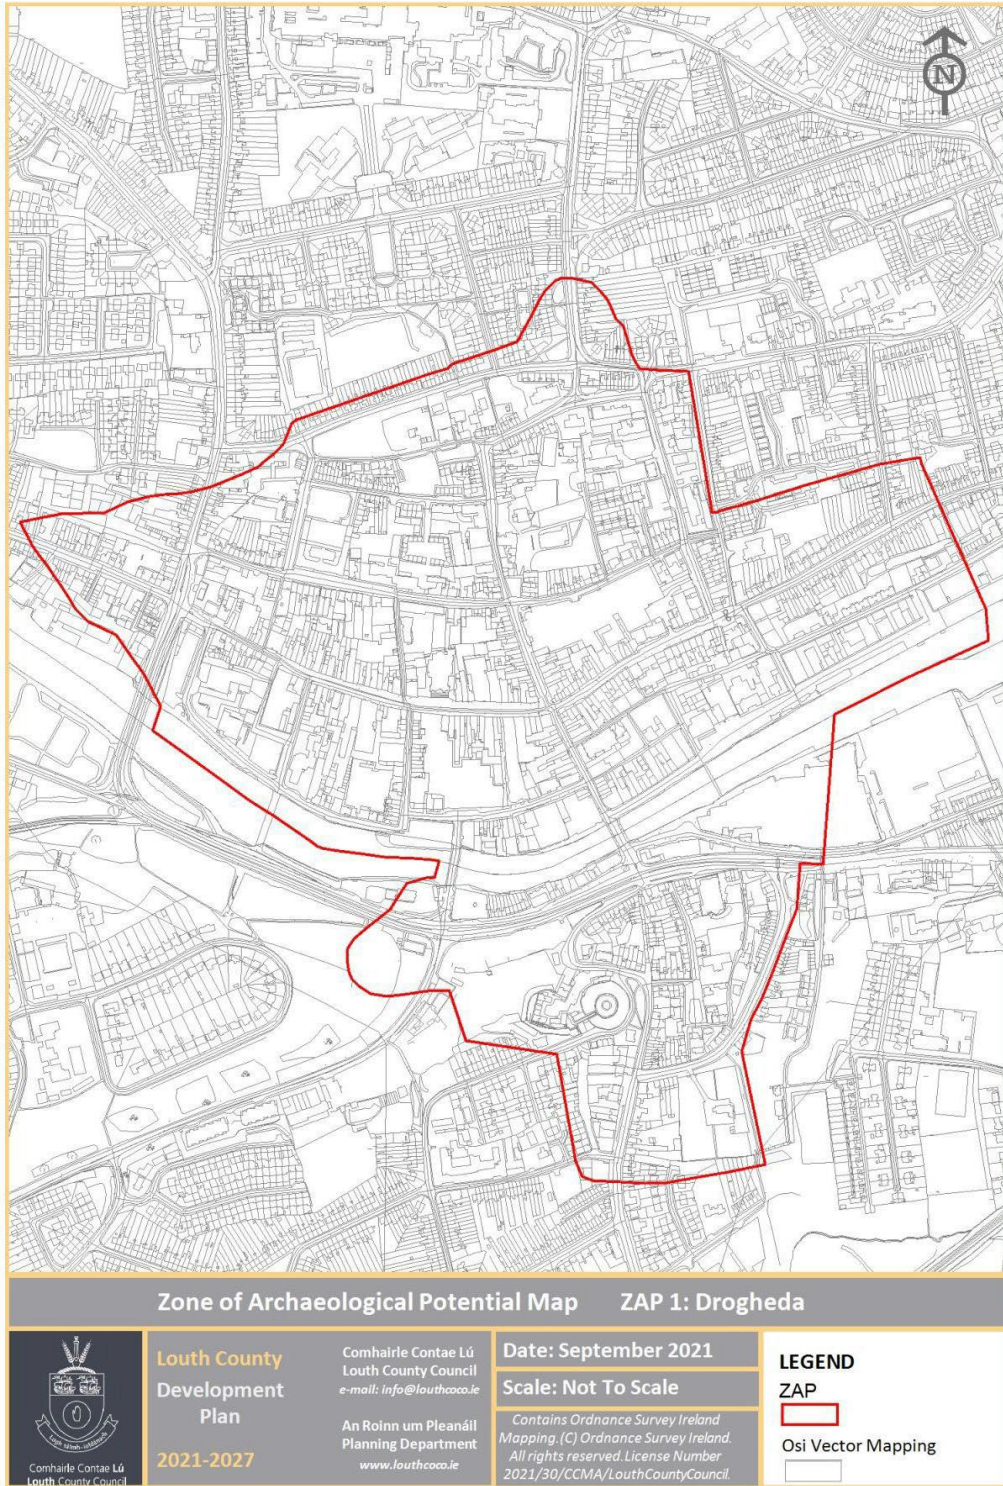 N
Zone of Archaeological Potential Map ZAP 1: Drogheda
Comhairle Contae Lú
Louth County Council
Louth County
Development
Plan
2021-2027
Comhairle Contae Lú
Louth County Council
e-mail: info@louthcoco.ie
An Roinn um Pleanáil
Planning Department
www.louthcoco.ie
Date: September 2021
Scale: Not To Scale
Contains Ordnance Survey Ireland
Mapping.(C) Ordnance Survey Ireland.
All rights reserved.License Number
2021/30/CCMA/LouthCountyCouncil.
LEGEND
ZAP
Osi Vector Mapping